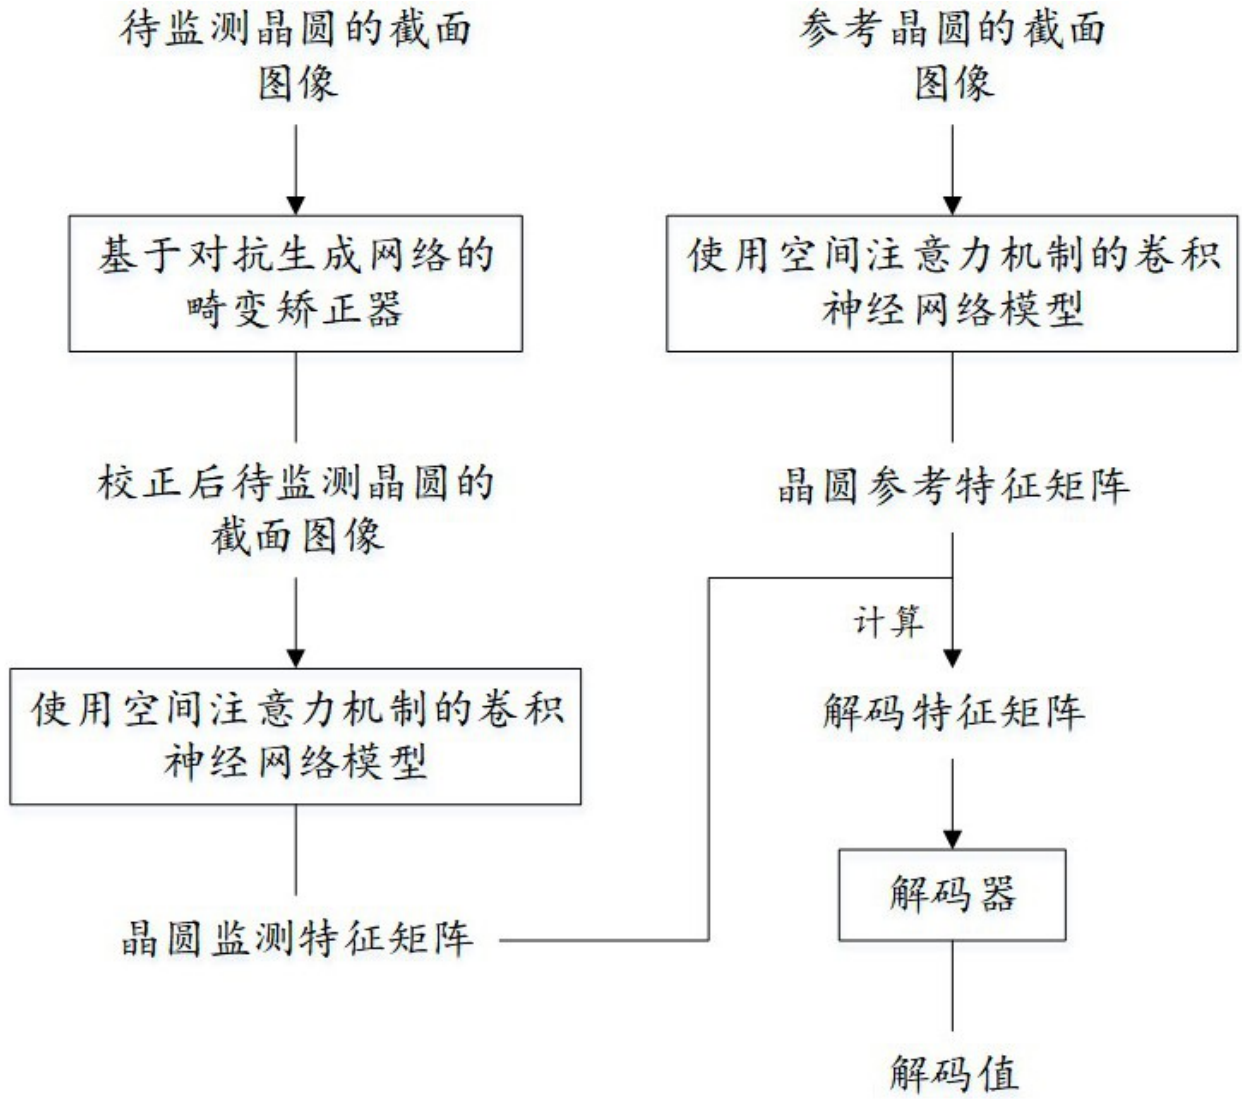 待监测晶圆的截面
图像
基于对抗生成网络的
畸变矫正器
校正后待监测晶圆的
截面图像
使用空间注意力机制的卷积
神经网络模型
晶圆监测特征矩阵
参考晶圆的截面
图像
使用空间注意力机制的卷积
神经网络模型
晶圆参考特征矩阵
计算
解码特征矩阵
解码器
解码值